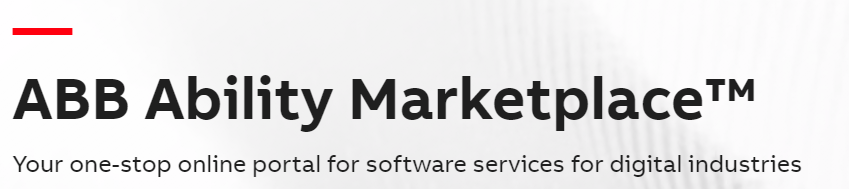 ABB Ability Marketplace™
Your one-stop online portal for software services for digital industries